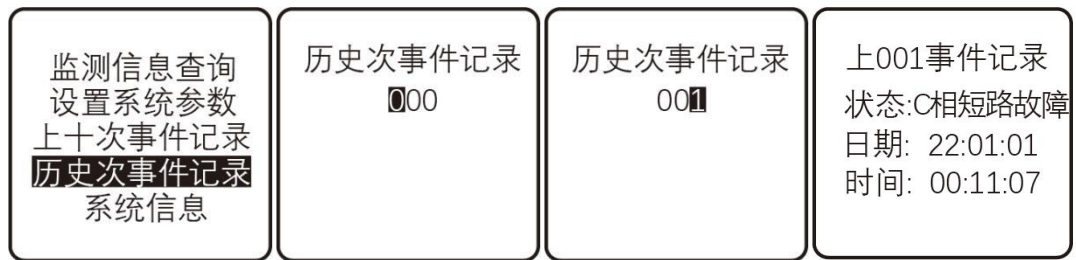 监测信息查询
设置系统参数
上十次事件记录
历史次事件记录
系统信息
历史次事件记录
000
历史次事件记录
001
上001事件记录
状态:C相短路故障
日期: 22:01:01
时间: 00:11:07